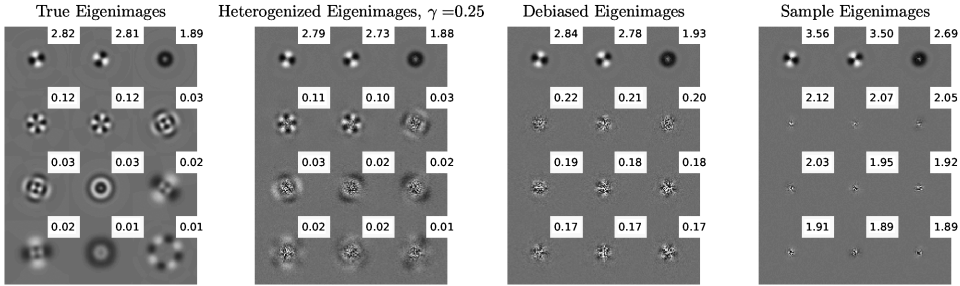 True Eigenimages
2.82 2.81 1.89
0.12 0.12 0.03
0.03 0.03 0.02
0.02 0.01 0.01
Heterogenized Eigenimages, γ =0.25
2.79 2.73 1.88
0.11 0.10 0.03
0.03 0.02 0.02
0.02 0.02 0.01
Debiased Eigenimages
2.84 2.78 1.93
0.22 0.21 0.20
0.19 0.18 0.18
0.17 0.17 0.17
Sample Eigenimages
3.56 3.50 2.69
2.12 2.07 2.05
2.03 1.95 1.92
1.91 1.89 1.89